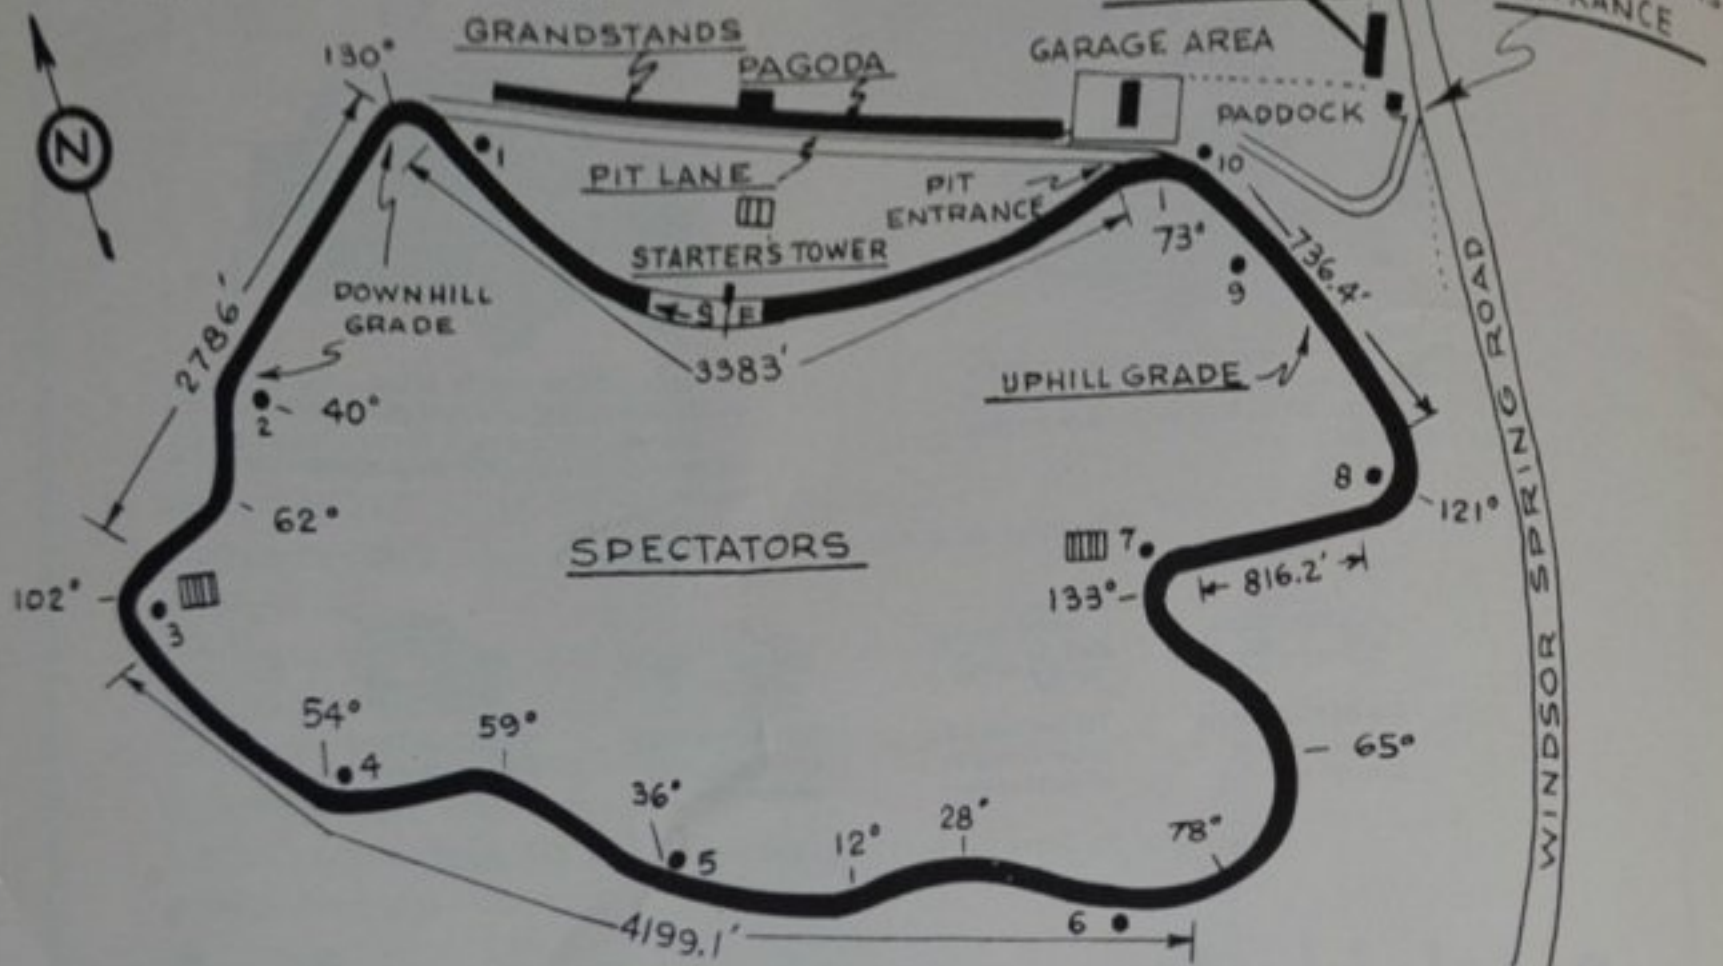 RANCE
GRANDSTANDS
GARAGE AREA
130°
PAGODA
PADDOCK
N
1
10
PIT LANE
PIT
ENTRANCE
73°
STARTER'S TOWER
736.4'
9
DOWNHILL
GRADE
S F
2786'
3383'
UPHILL GRADE
40°
2
8
121°
62°
SPECTATORS
7
816.2'
102°
133°
3
WINDSOR SPRING ROAD
54°
59°
65°
4
36°
28°
78°
12°
5
6
4199.1'